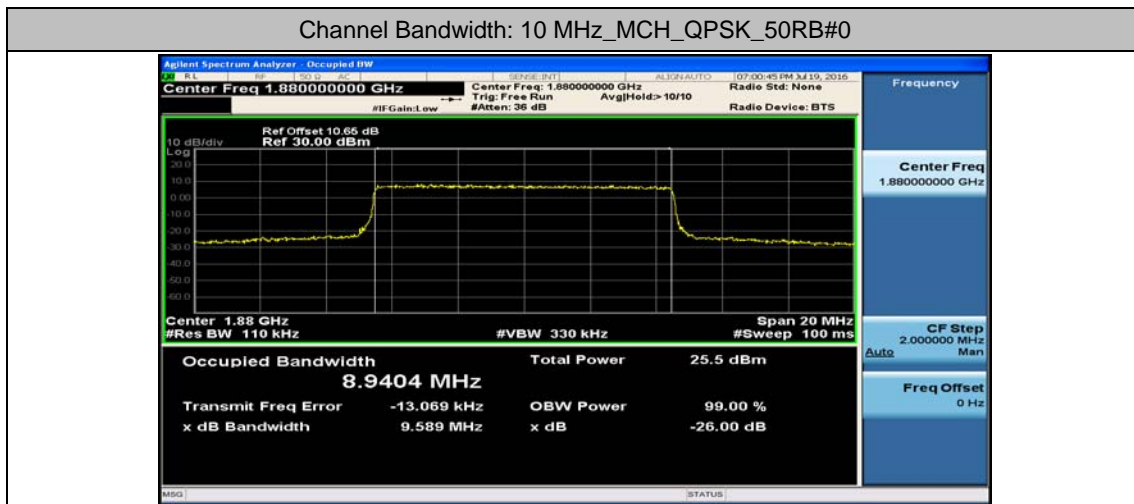 Channel Bandwidth: 10 MHz_MCH_QPSK_50RB#0
Agilent Spectrum Analyzer - Occupied BW
RL RF 50 Ω AC SENSE:INT ALIGN AUTO 07:00:45 PM Jul 19, 2016
Center Freq 1.880000000 GHz
Center Freq: 1.880000000 GHz
Radio Std: None
Trig: Free Run Avg|Hold:> 10/10
#IFGain:Low #Atten: 36 dB Radio Device: BTS
Ref Offset 10.65 dB
10 dB/div Ref 30.00 dBm
Log
20.0
10.0
0.00
-10.0
-20.0
-30.0
-40.0
-50.0
-60.0
Center 1.88 GHz Span 20 MHz
#Res BW 110 kHz #VBW 330 kHz #Sweep 100 ms
Occupied Bandwidth Total Power 25.5 dBm
8.9404 MHz
Transmit Freq Error -13.069 kHz OBW Power 99.00 %
x dB Bandwidth 9.589 MHz x dB -26.00 dB
MSG STATUS
Frequency
Center Freq
1.880000000 GHz
CF Step
2.000000 MHz
Auto Man
Freq Offset
0 Hz